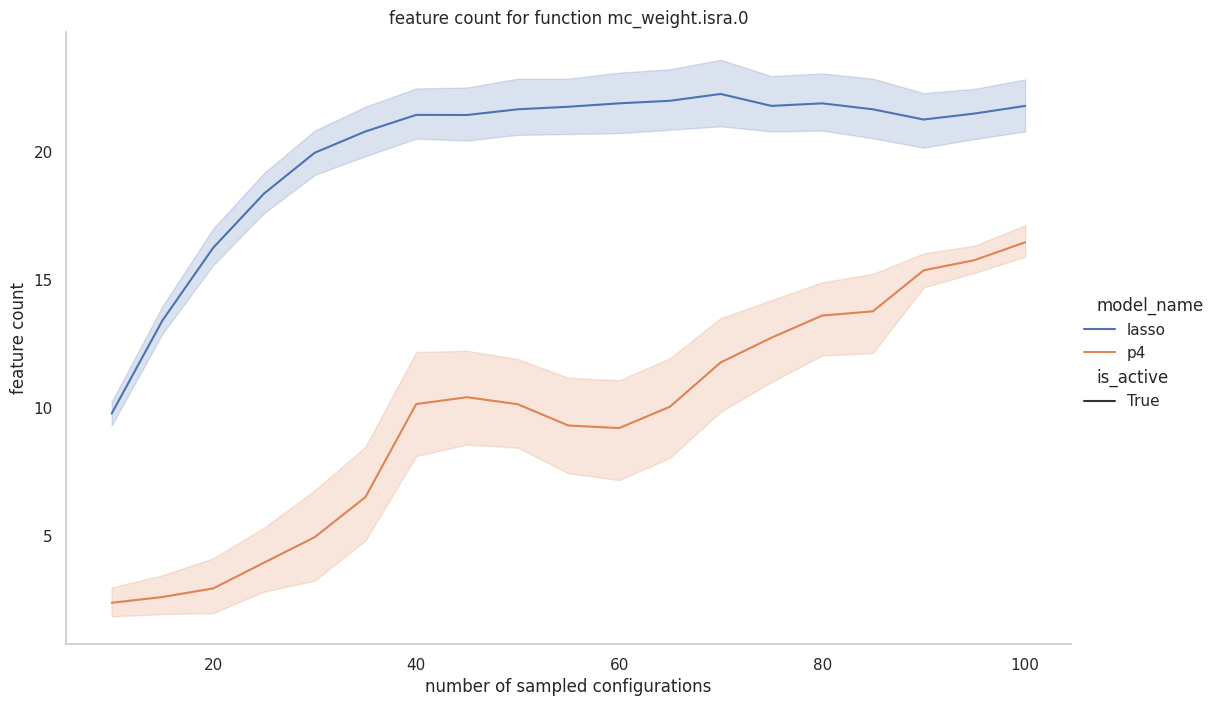 feature count for function mc_weight.isra.0
feature count
20
15
10
5
20
40
60
80
100
number of sampled configurations
model_name
lasso
p4
is_active
True